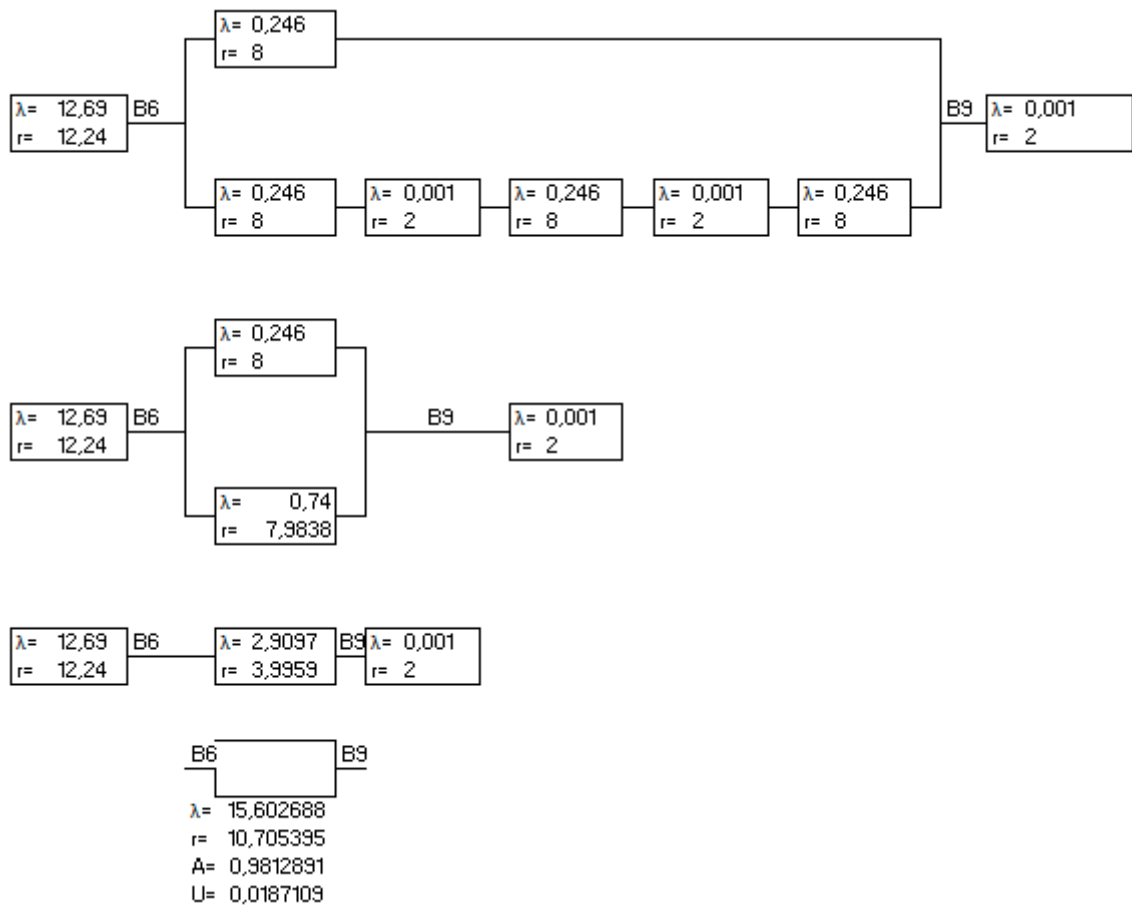 λ= 0,246
r= 8
λ= 12,69
r= 12,24
B6
B9
λ= 0,001
r= 2
λ= 0,246
r= 8
λ= 0,001
r= 2
λ= 0,246
r= 8
λ= 0,001
r= 2
λ= 0,246
r= 8
λ= 0,246
r= 8
λ= 12,69
r= 12,24
B6
B9
λ= 0,001
r= 2
λ= 0,74
r= 7,9838
λ= 12,69
r= 12,24
B6
λ= 2,9097
r= 3,9959
B9
λ= 0,001
r= 2
B6
B9
λ= 15,602688
r= 10,705395
A= 0,9812891
U= 0,0187109